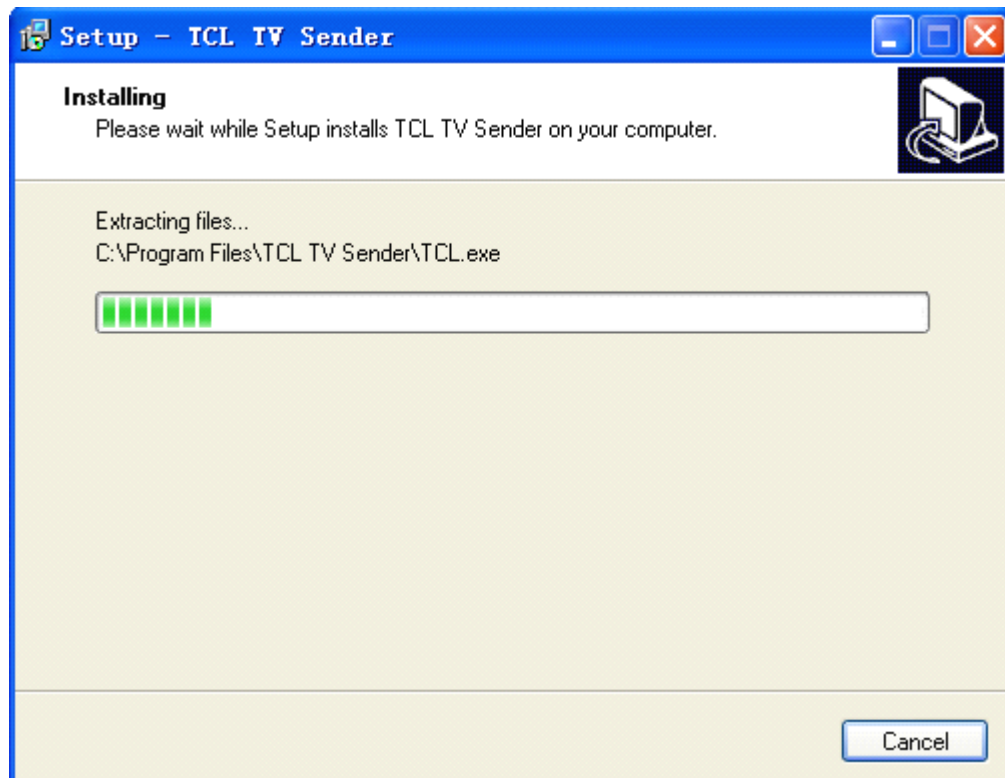 Setup - TCL TV Sender
Installing
Please wait while Setup installs TCL TV Sender on your computer.
Extracting files...
C:\Program Files\TCL TV Sender\TCL.exe
Cancel